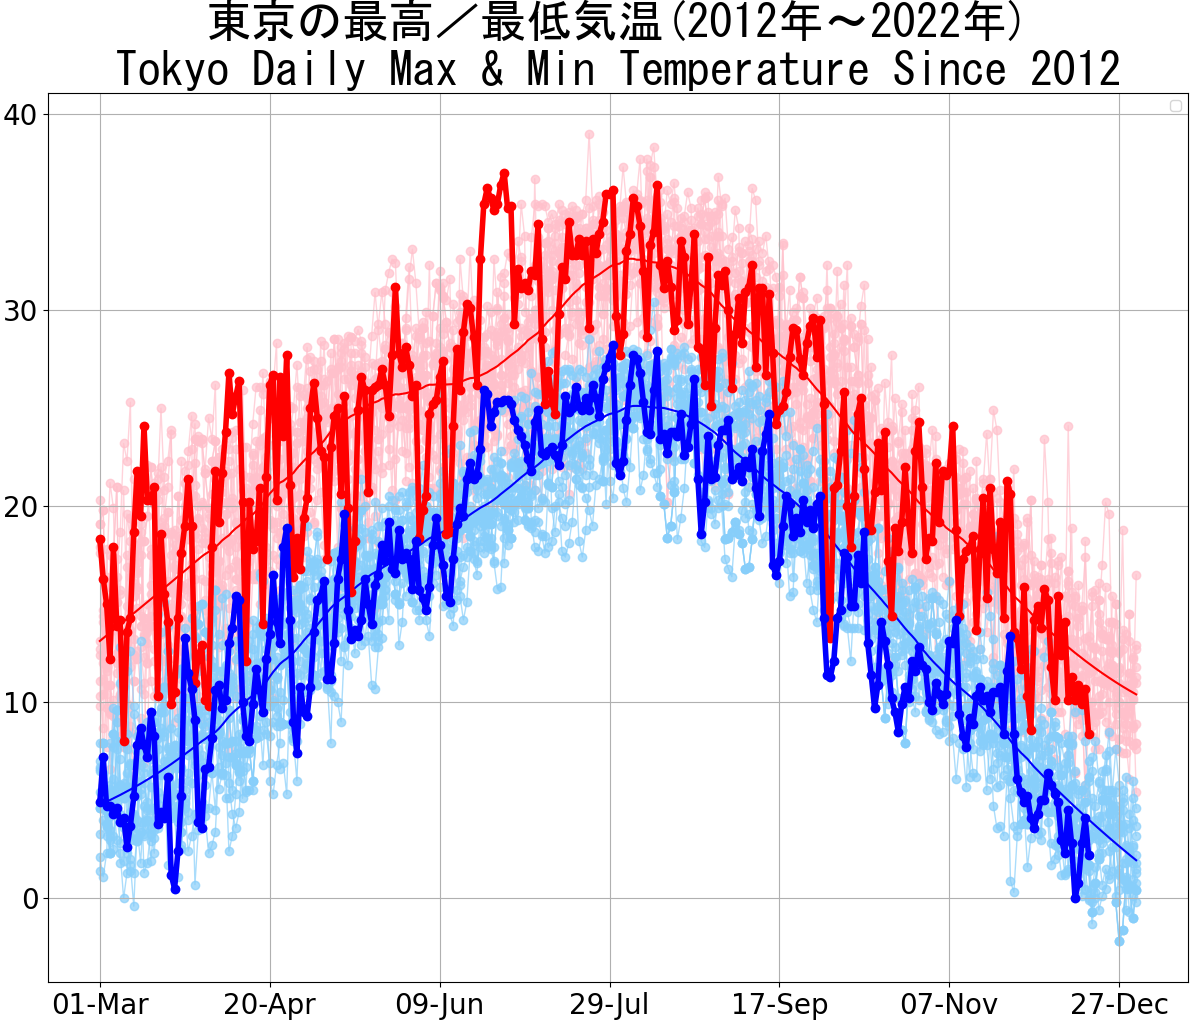 東京の最高／最低気温(2012年～2022年)
Tokyo Daily Max & Min Temperature Since 2012
40
30
20
10
0
01-Mar 20-Apr 09-Jun 29-Jul 17-Sep 07-Nov 27-Dec